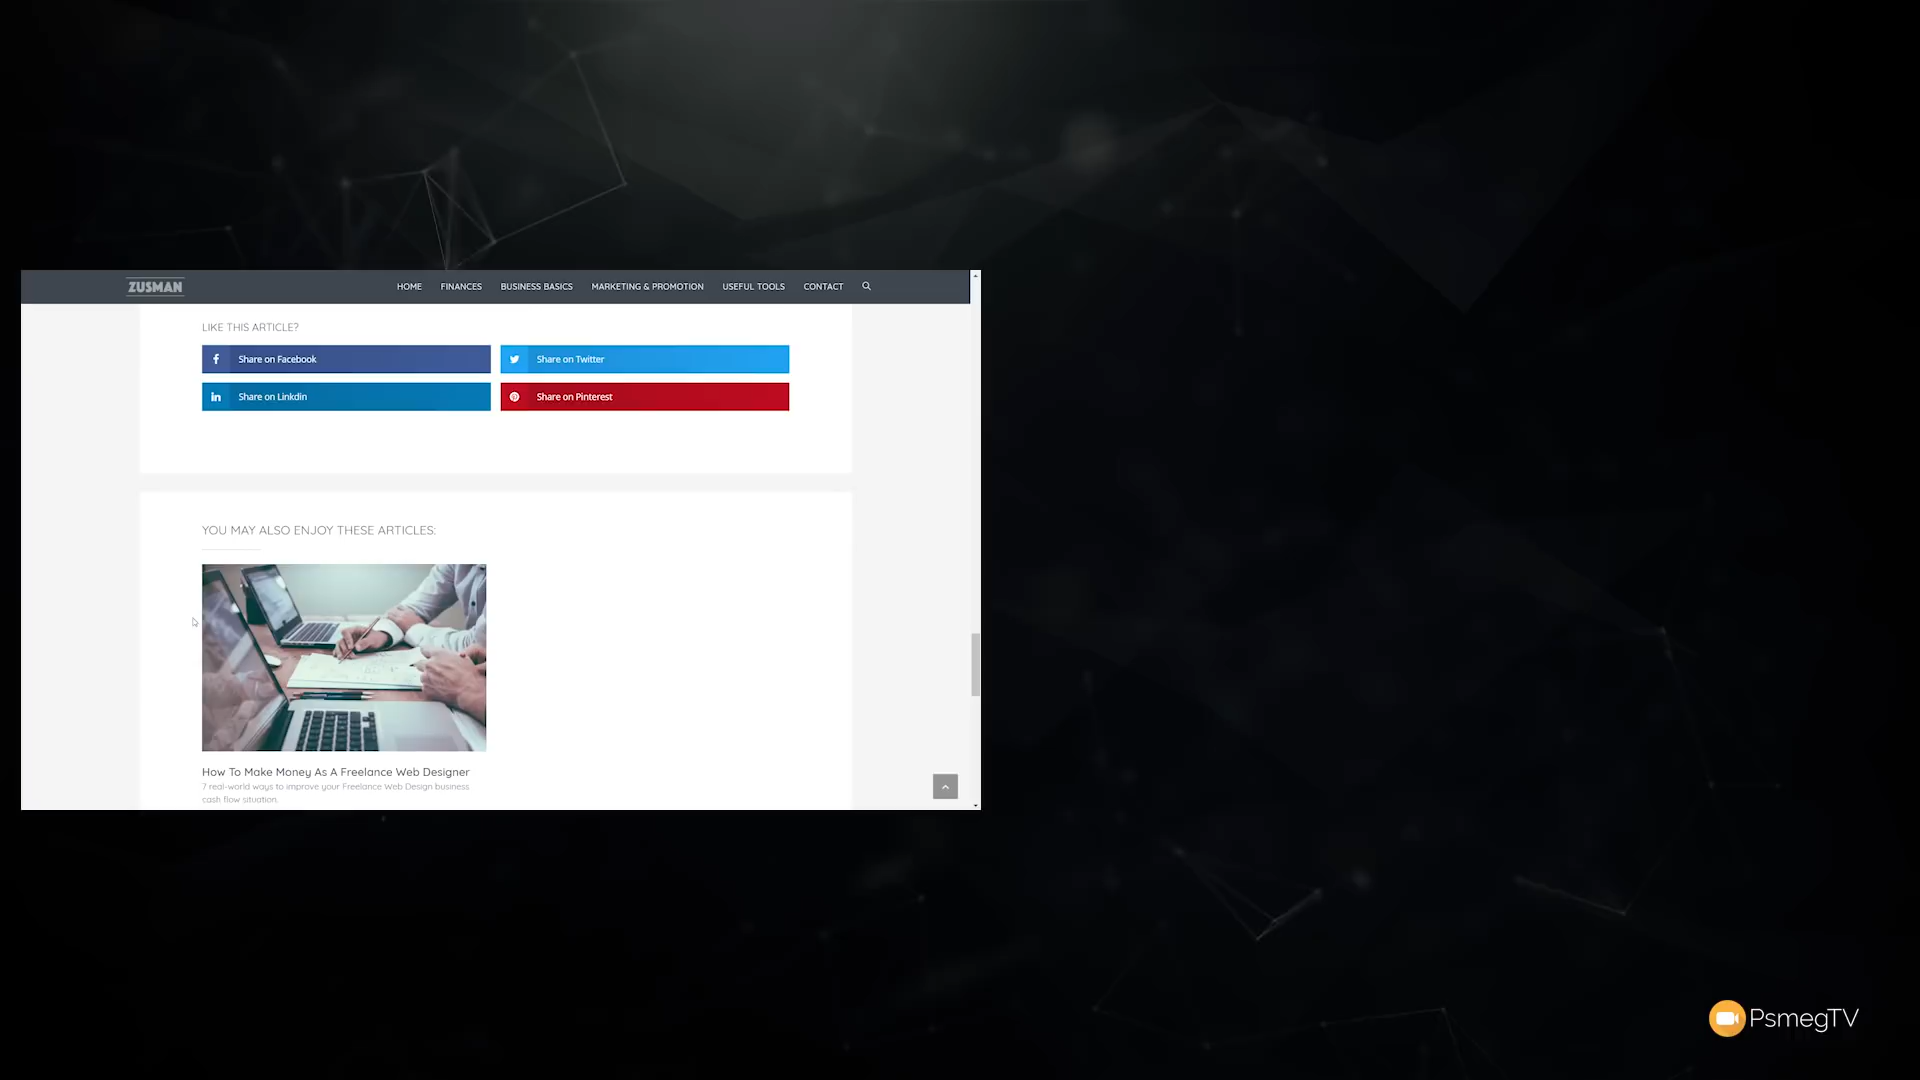 ZUSMAN
HOME FINANCES BUSINESS BASICS MARKETING & PROMOTION USEFUL TOOLS CONTACT
LIKE THIS ARTICLE?
Share on Facebook
Share on Twitter
Share on Linkdin
Share on Pinterest
YOU MAY ALSO ENJOY THESE ARTICLES:
How To Make Money As A Freelance Web Designer
7 real-world ways to improve your Freelance Web Design business
cash flow situation.
PsmegTV